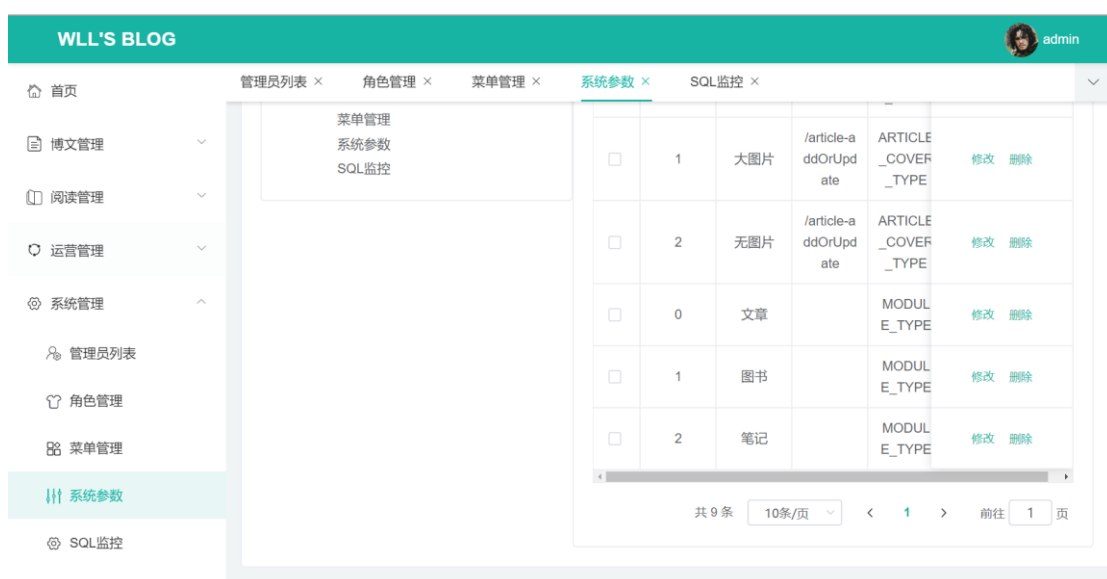 WLL'S BLOG
admin
首页
博文管理
阅读管理
运营管理
系统管理
管理员列表
角色管理
菜单管理
系统参数
SQL监控
管理员列表 × 角色管理 × 菜单管理 × 系统参数 × SQL监控 ×
菜单管理
系统参数
SQL监控
1 大图片 /article-a ARTICLE 修改 删除
ddOrUpd _COVER
ate _TYPE
2 无图片 /article-a ARTICLE 修改 删除
ddOrUpd _COVER
ate _TYPE
0 文章 MODUL 修改 删除
E_TYPE
1 图书 MODUL 修改 删除
E_TYPE
2 笔记 MODUL 修改 删除
E_TYPE
共 9 条 10条/页 1 前往 1 页